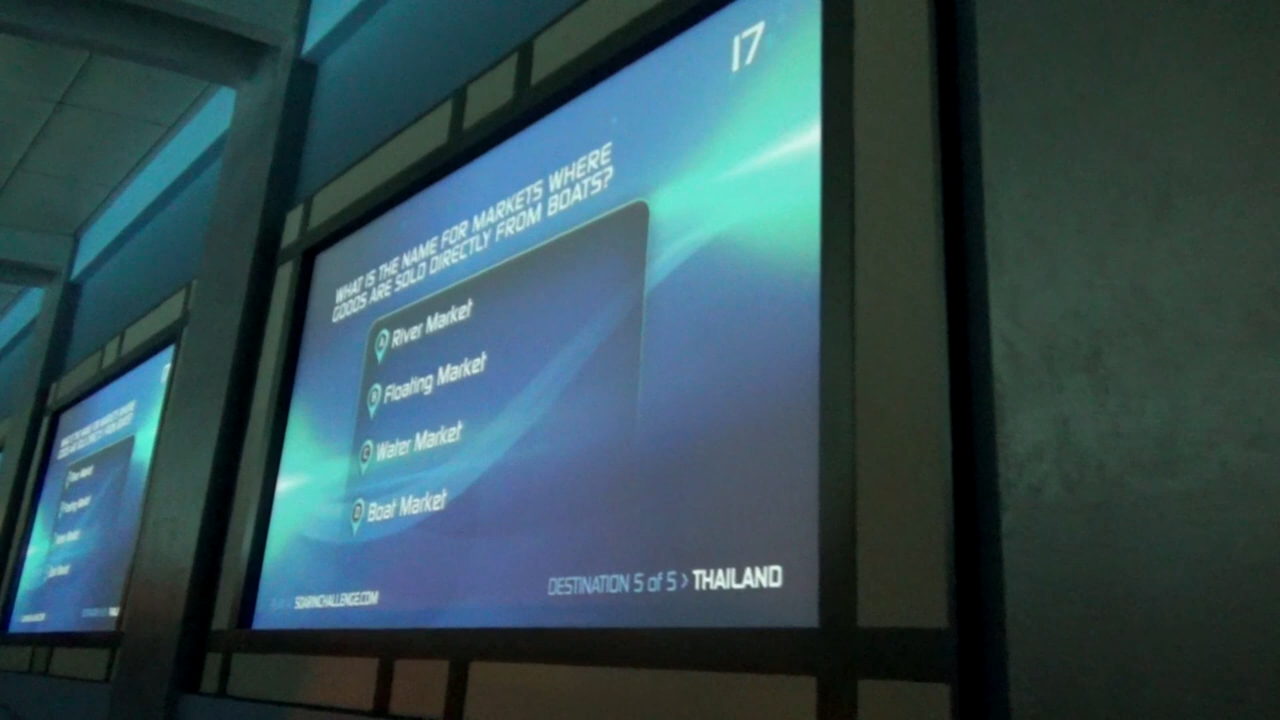 17
WHAT IS THE NAME FOR MARKETS WHERE
GOODS ARE SOLD DIRECTLY FROM BOATS?
A River Market
B Floating Market
C Water Market
D Boat Market
SOARINCHALLENGE.COM
DESTINATION 5 of 5 > THAILAND